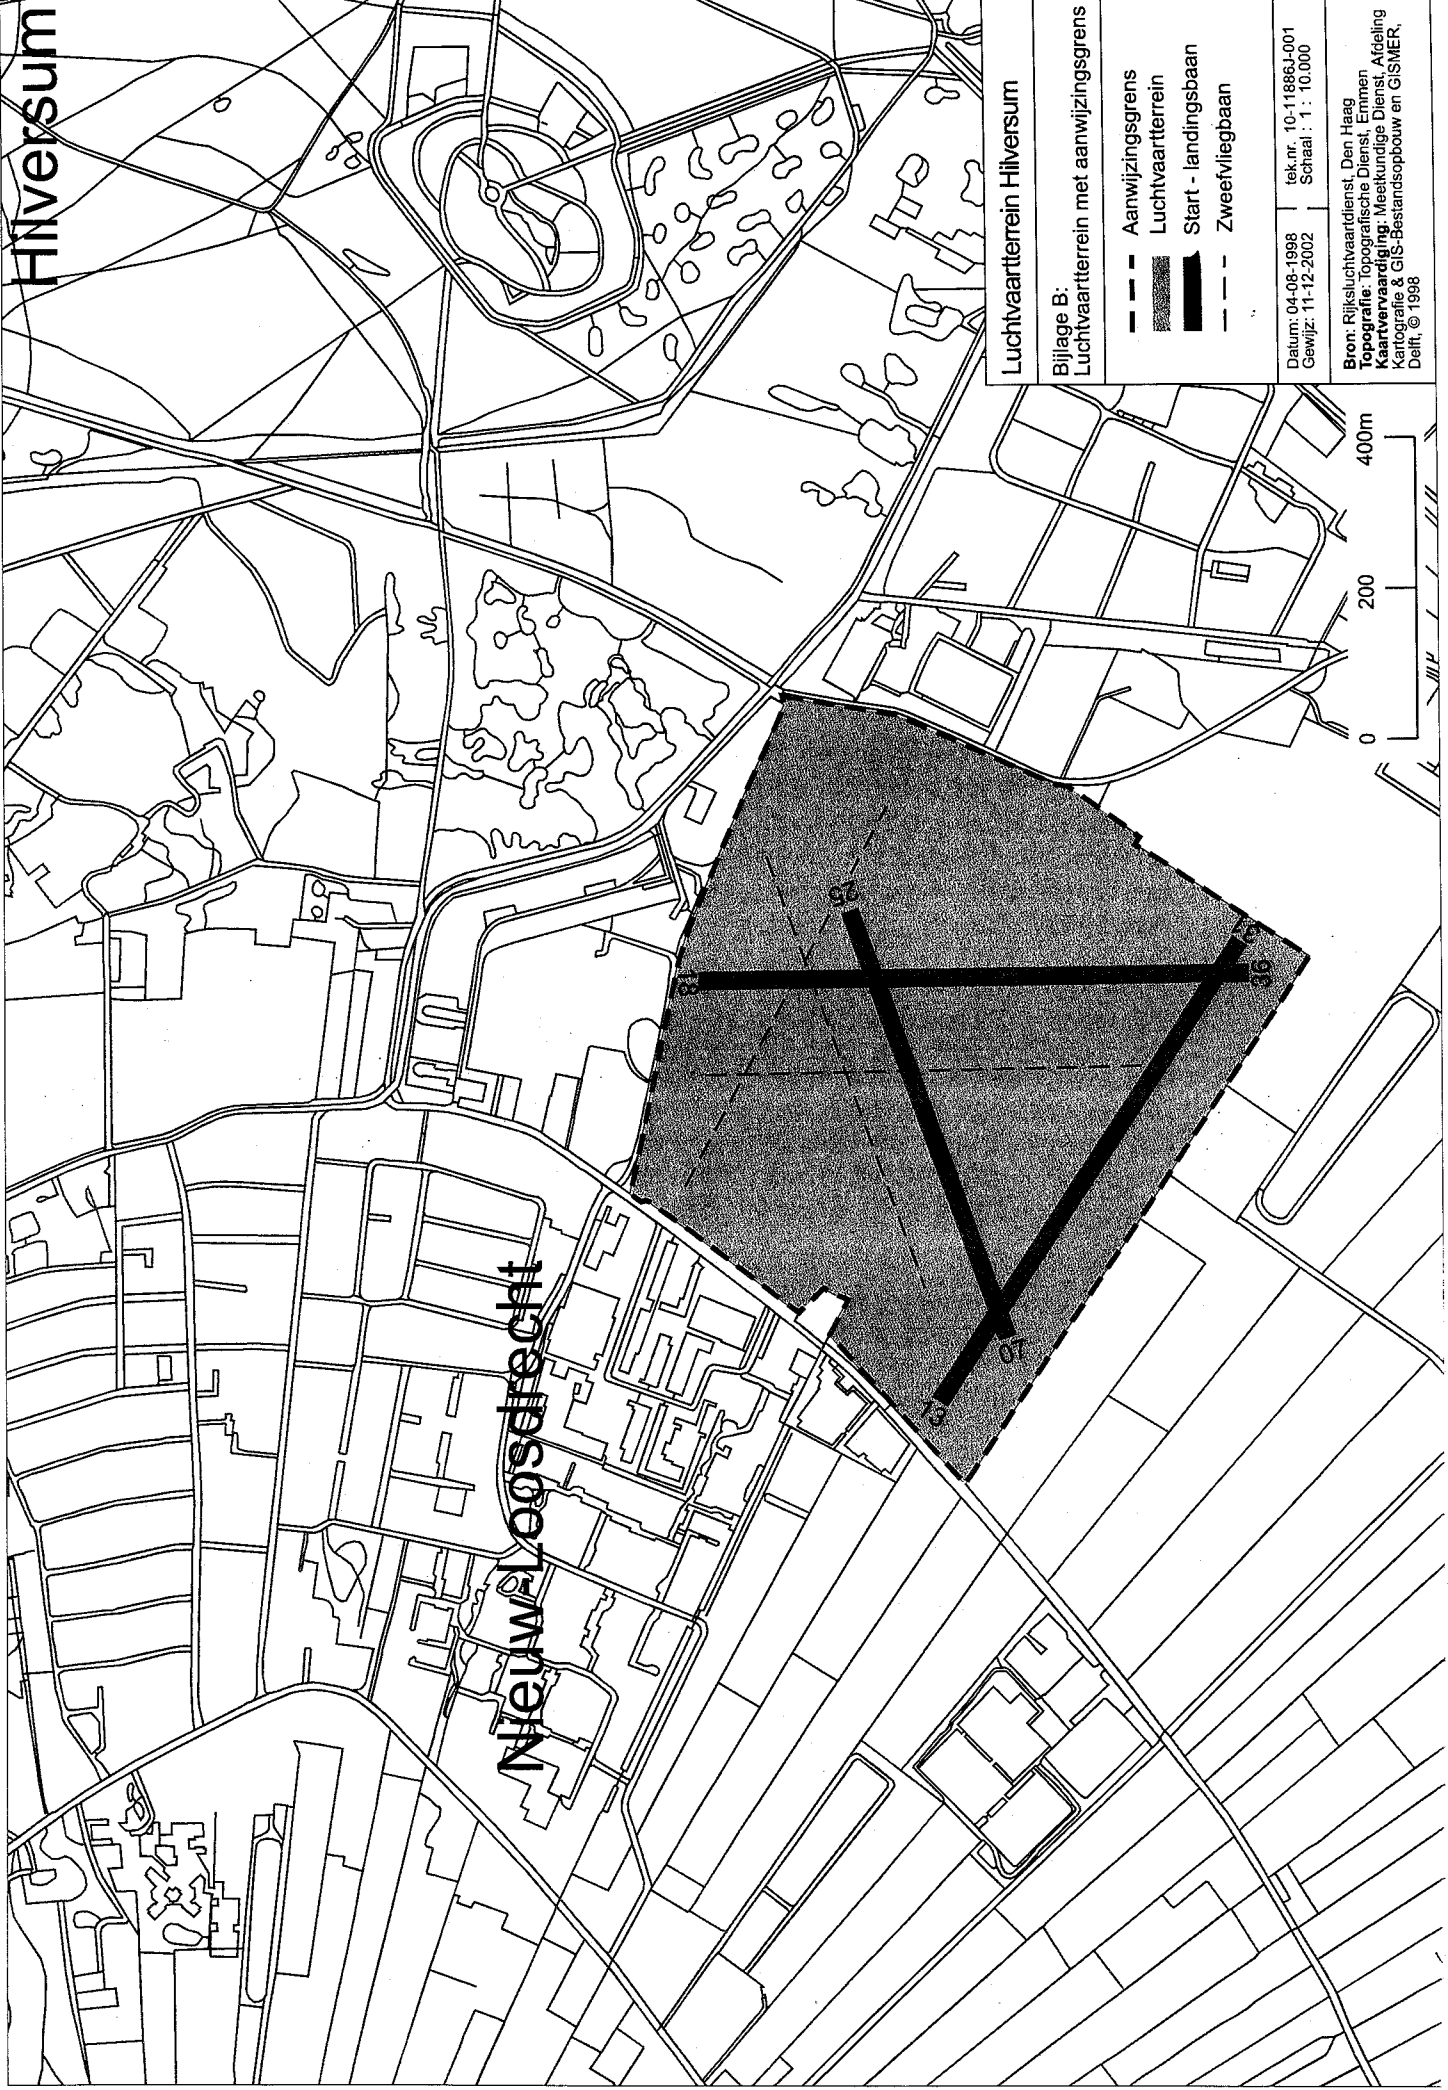 Hilversum
Nieuw-Loosdrecht
18
25
36
31
07
13
Luchtvaartterrein Hilversum
Bijlage B:
Luchtvaartterrein met aanwijzingsgrens
Aanwijzingsgrens
Luchtvaartterrein
Start - landingsbaan
Zweefvliegbaan
Datum: 04-08-1998
Gewijz: 11-12-2002
tek.nr. 10-11886J-001
Schaal : 1 : 10.000
Bron: Rijksluchtvaartdienst, Den Haag
Topografie: Topografische Dienst, Emmen
Kaartvervaardiging: Meetkundige Dienst, Afdeling
Kartografie & GIS-Bestandsopbouw en GISMER,
Delft, © 1998
0 200 400m